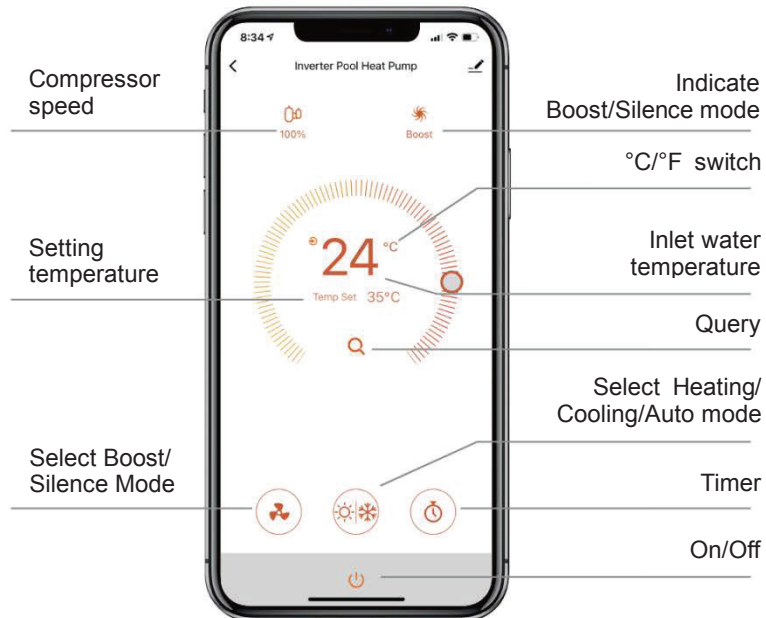 8:34
Inverter Pool Heat Pump
Compressor
speed
Indicate
Boost/Silence mode
100%
Boost
°C/°F switch
24 °C
Setting
temperature
Inlet water
temperature
Temp Set 35°C
Query
Select Heating/
Cooling/Auto mode
Select Boost/
Silence Mode
Timer
On/Off